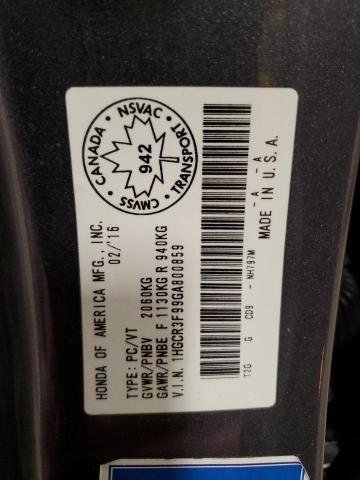 HONDA OF AMERICA MFG., INC.
02/'16
TYPE: PC/VT
GVWR/PNBV 2060KG
GAWR/PNBE F 1130KG R 940KG
V.I.N. 1HGCR3F99GA800859
CANADA · NSVAC · TRANSPORT · CMVSS ·
942
T2G G CD9 - NH797M - A - A
MADE IN U.S.A.